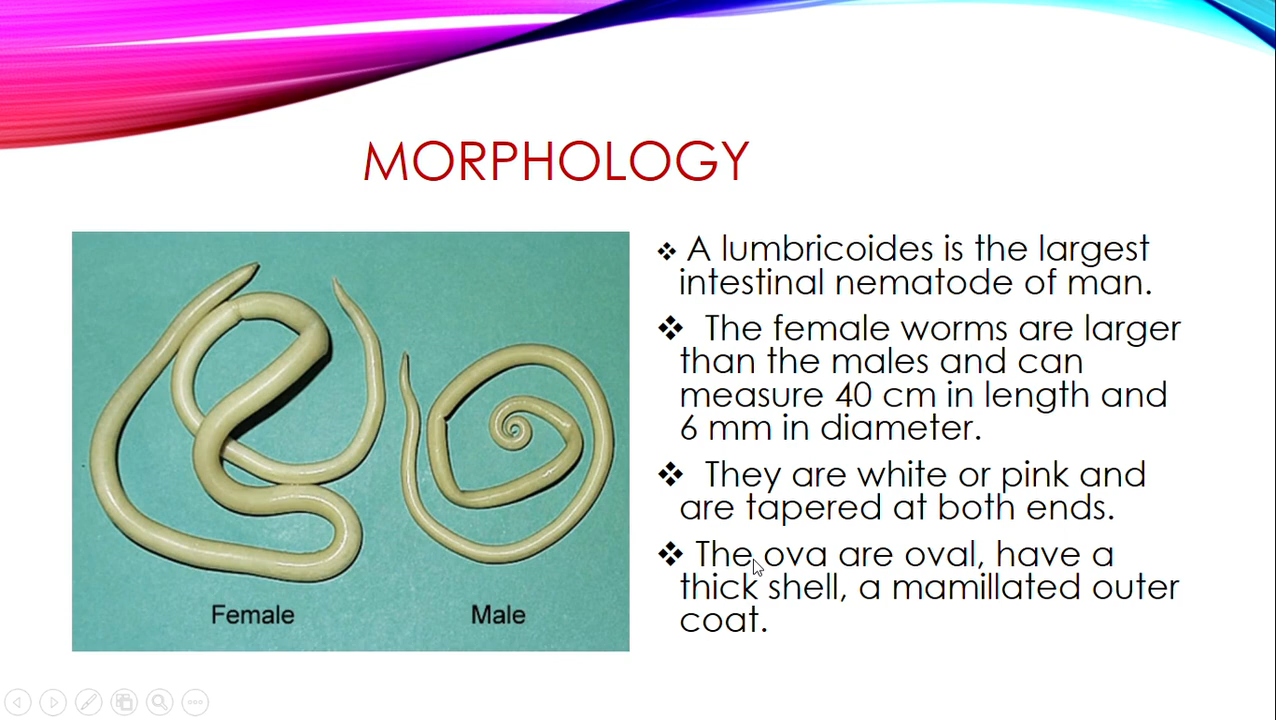 MORPHOLOGY
A lumbricoides is the largest
intestinal nematode of man.
The female worms are larger
than the males and can
measure 40 cm in length and
6 mm in diameter.
They are white or pink and
are tapered at both ends.
The ova are oval, have a
thick shell, a mamillated outer
coat.
Female
Male